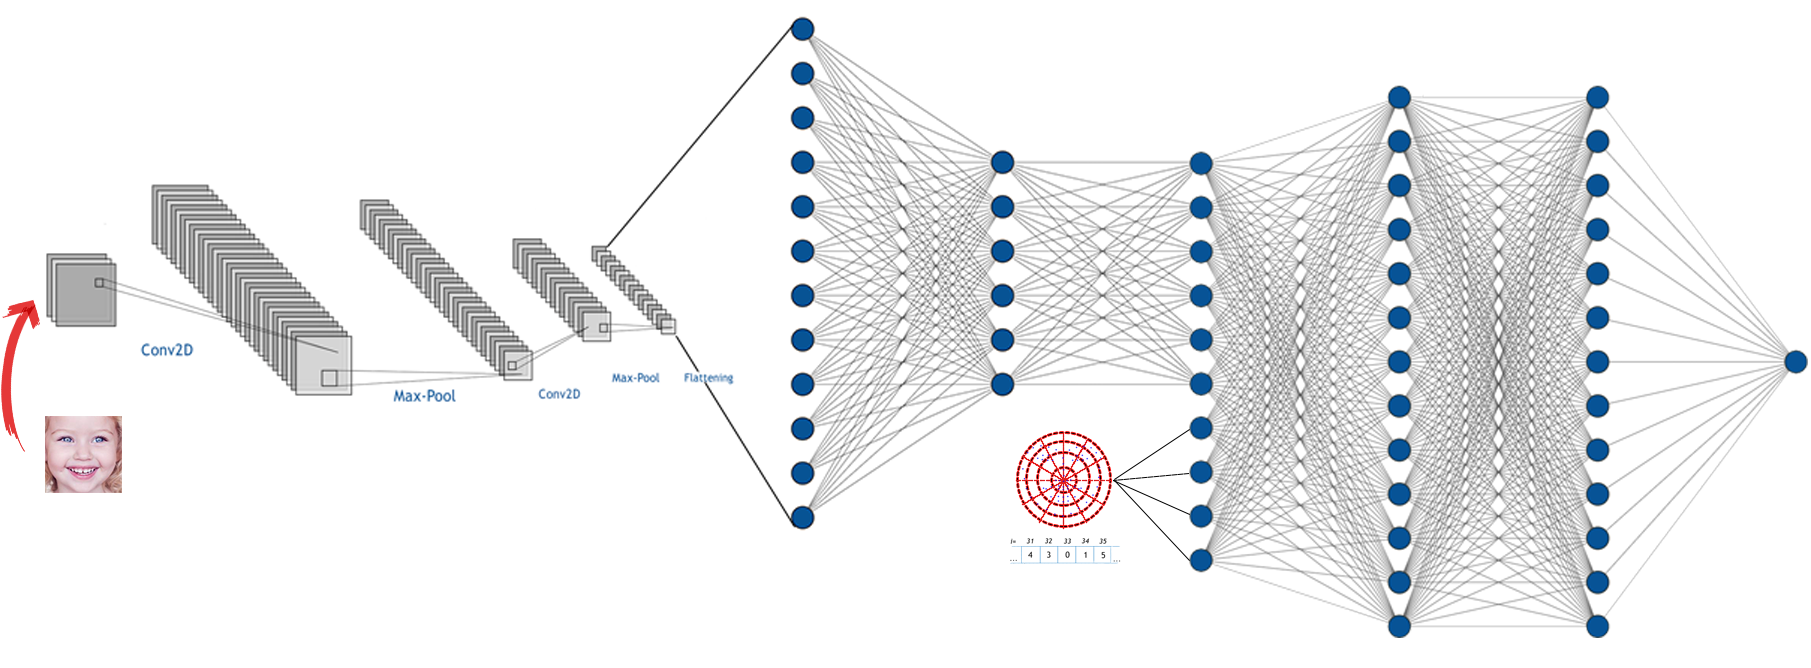 Conv2D
Max-Pool
Conv2D
Max-Pool
Flattening
i= 31 32 33 34 35
... 4 3 0 1 5 ...